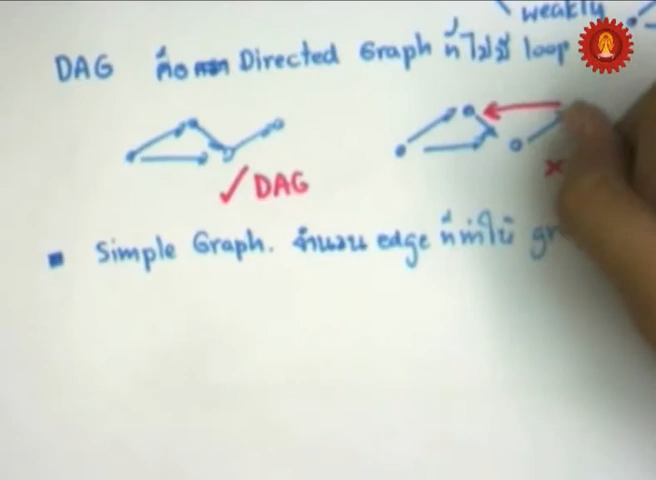 weakly
DAG คือ Directed Graph ที่ไม่มี loop
✓ DAG ×
▪ Simple Graph. จำนวน edge ที่ทำให้